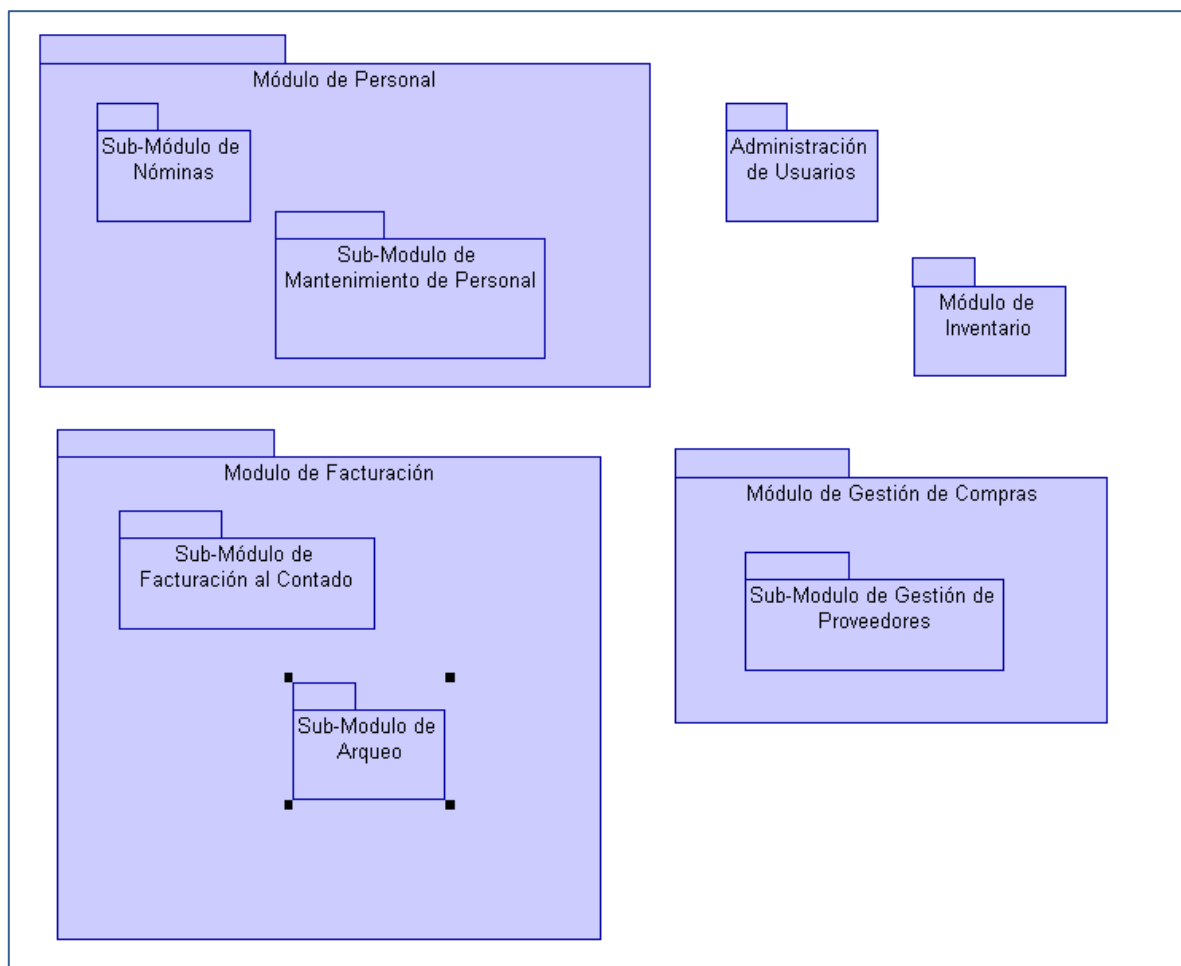 Módulo de Personal
Sub-Módulo de
Nóminas
Sub-Modulo de
Mantenimiento de Personal
Administración
de Usuarios
Módulo de
Inventario
Modulo de Facturación
Sub-Módulo de
Facturación al Contado
Sub-Modulo de
Arqueo
Módulo de Gestión de Compras
Sub-Modulo de Gestión de
Proveedores